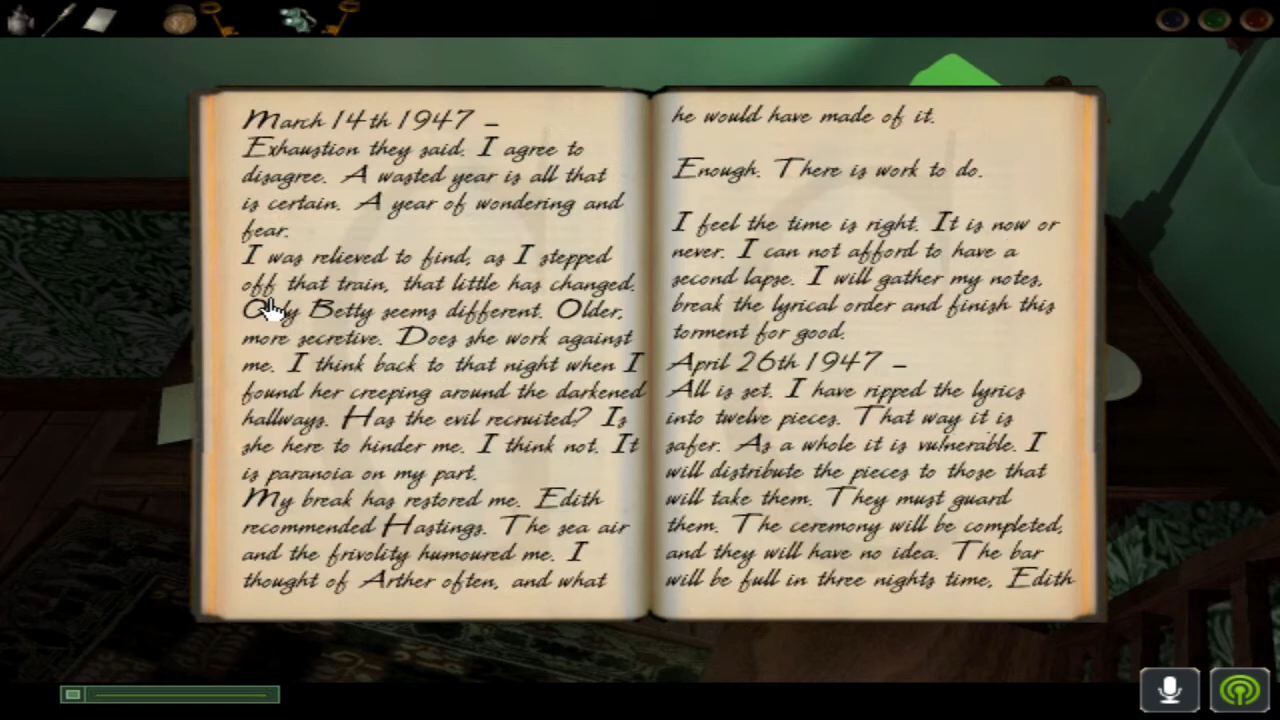 March 14th 1947 –
Exhaustion they said. I agree to
disagree. A wasted year is all that
is certain. A year of wondering and
fear.
I was relieved to find, as I stepped
off that train, that little has changed.
Only Betty seems different. Older,
more secretive. Does she work against
me. I think back to that night when I
found her creeping around the darkened
hallways. Has the evil recruited? Is
she here to hinder me. I think not. It
is paranoia on my part.
My break has restored me. Edith
recommended Hastings. The sea air
and the frivolity humoured me. I
thought of Arther often, and what
he would have made of it.
Enough. There is work to do.
I feel the time is right. It is now or
never. I can not afford to have a
second lapse. I will gather my notes,
break the lyrical order and finish this
torment for good.
April 26th 1947 –
All is set. I have ripped the lyrics
into twelve pieces. That way it is
safer. As a whole it is vulnerable. I
will distribute the pieces to those that
will take them. They must guard
them. The ceremony will be completed,
and they will have no idea. The bar
will be full in three nights time, Edith